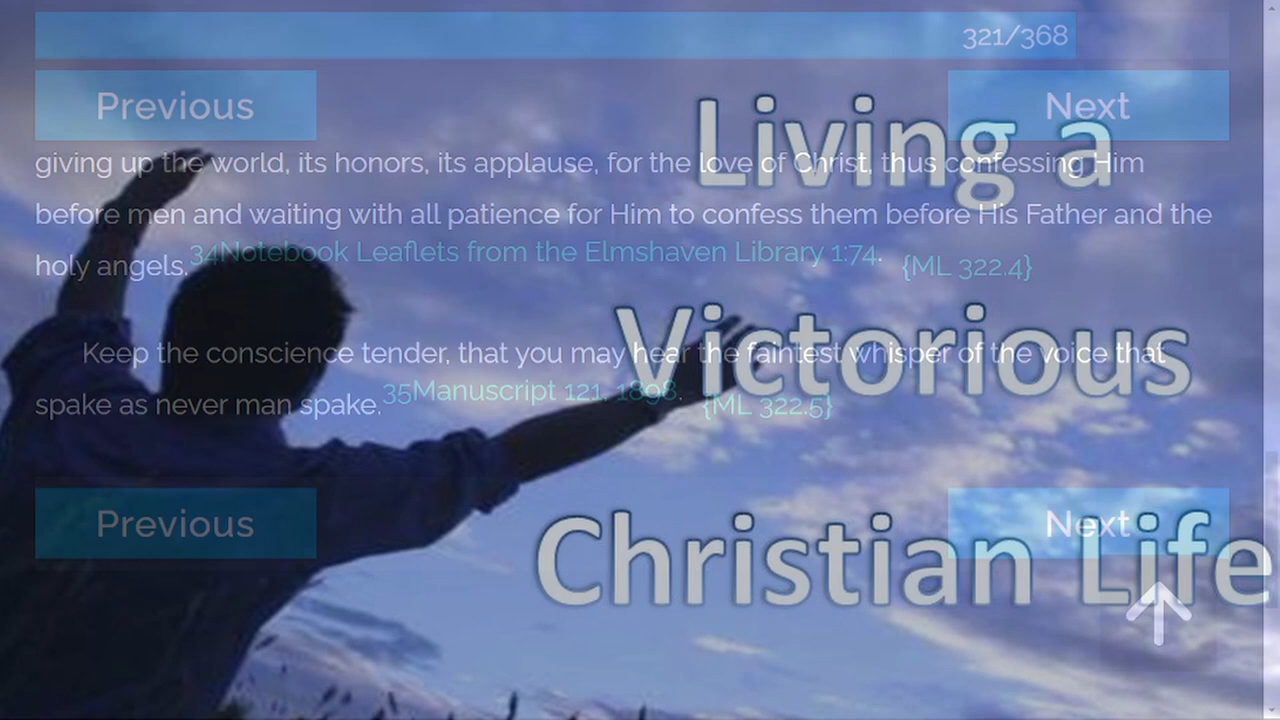 321/368
Previous
Next
Living a
giving up the world, its honors, its applause, for the love of Christ, thus confessing Him
before men and waiting with all patience for Him to confess them before His Father and the
holy angels.34Notebook Leaflets from the Elmshaven Library 1:74. {ML 322.4}
Victorious
Keep the conscience tender, that you may hear the faintest whisper of the voice that
spake as never man spake.35Manuscript 121, 1898. {ML 322.5}
Previous
Next
Christian Life